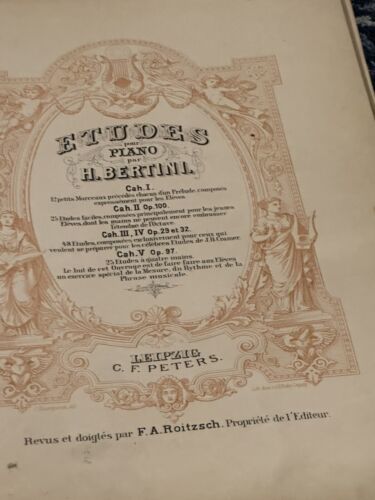 ETUDES
pour
PIANO
par
H. BERTINI.
Cah. I.
12 petits Morceaux précedés chacun d'un Prélude, composés
expressément pour les Eléves
Cah. II Op. 100.
25 Etudes faciles, composées principalement pour les jeunes
Eléves, dont les mains ne peuvent encore embrasser
l'étendue de l'Octave.
Cah. III. IV Op. 29 et 32.
48 Etudes, composées exclusivement pour ceux qui
veulent se préparer pour les célèbres Etudes de J. B. Cramer.
Cah. V Op. 97.
25 Etudes à quatre mains.
Le but de cet Ouvrage est de faire faire aux Eléves
un exercice spécial de la Mesure, du Rythme et de la
Phrase musicale.
LEIPZIG
C. F. PETERS.
Revus et doigtés par F. A. Roitzsch. Propriété de l'Editeur.